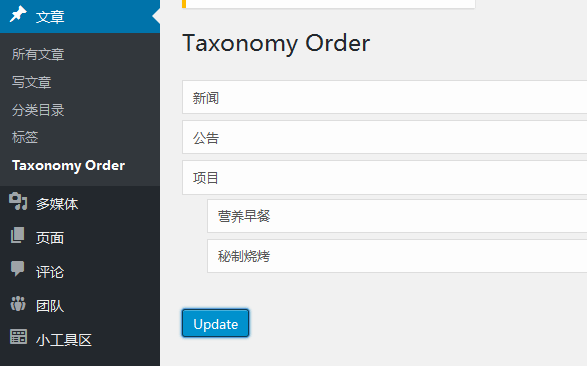 文章
所有文章
写文章
分类目录
标签
Taxonomy Order
多媒体
页面
评论
团队
小工具区
Taxonomy Order
新闻
公告
项目
营养早餐
秘制烧烤
Update